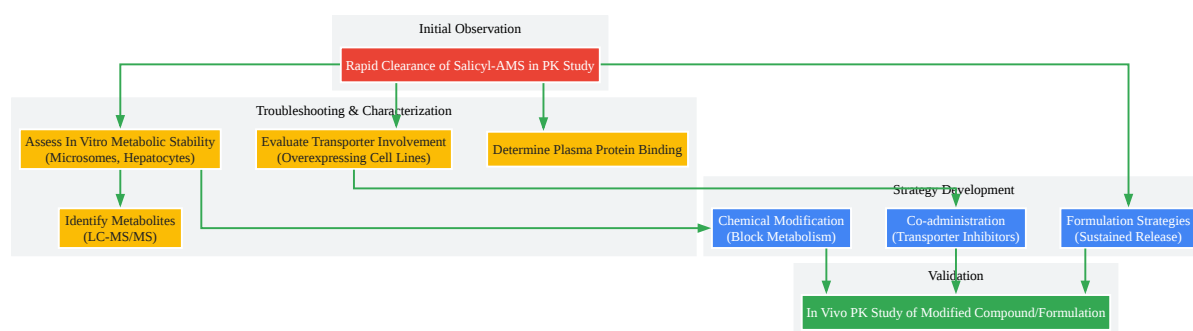 Initial Observation
Rapid Clearance of Salicyl-AMS in PK Study
Troubleshooting & Characterization
Assess In Vitro Metabolic Stability
(Microsomes, Hepatocytes)
Evaluate Transporter Involvement
(Overexpressing Cell Lines)
Determine Plasma Protein Binding
Identify Metabolites
(LC-MS/MS)
Strategy Development
Chemical Modification
(Block Metabolism)
Co-administration
(Transporter Inhibitors)
Formulation Strategies
(Sustained Release)
Validation
In Vivo PK Study of Modified Compound/Formulation